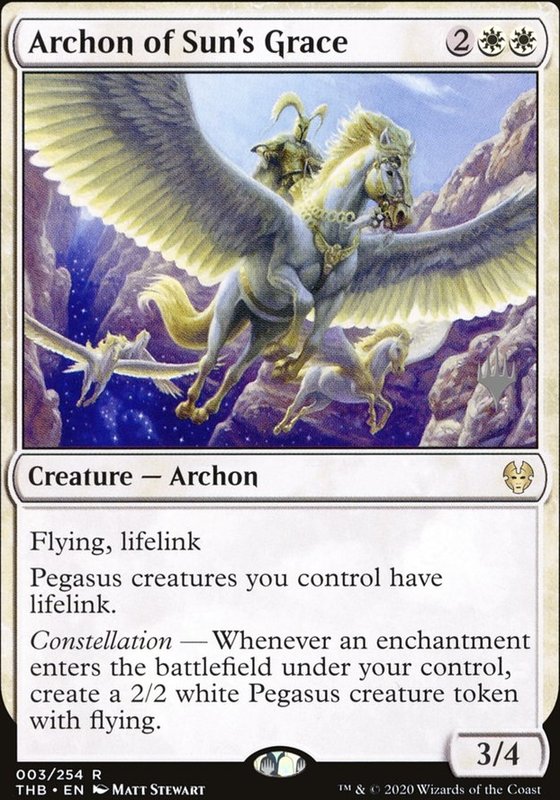 Archon of Sun's Grace 2
Creature — Archon
Flying, lifelink
Pegasus creatures you control have
lifelink.
Constellation — Whenever an enchantment
enters the battlefield under your control,
create a 2/2 white Pegasus creature token
with flying.
3/4
003/254 R
THB • EN Matt Stewart
™ & © 2020 Wizards of the Coast